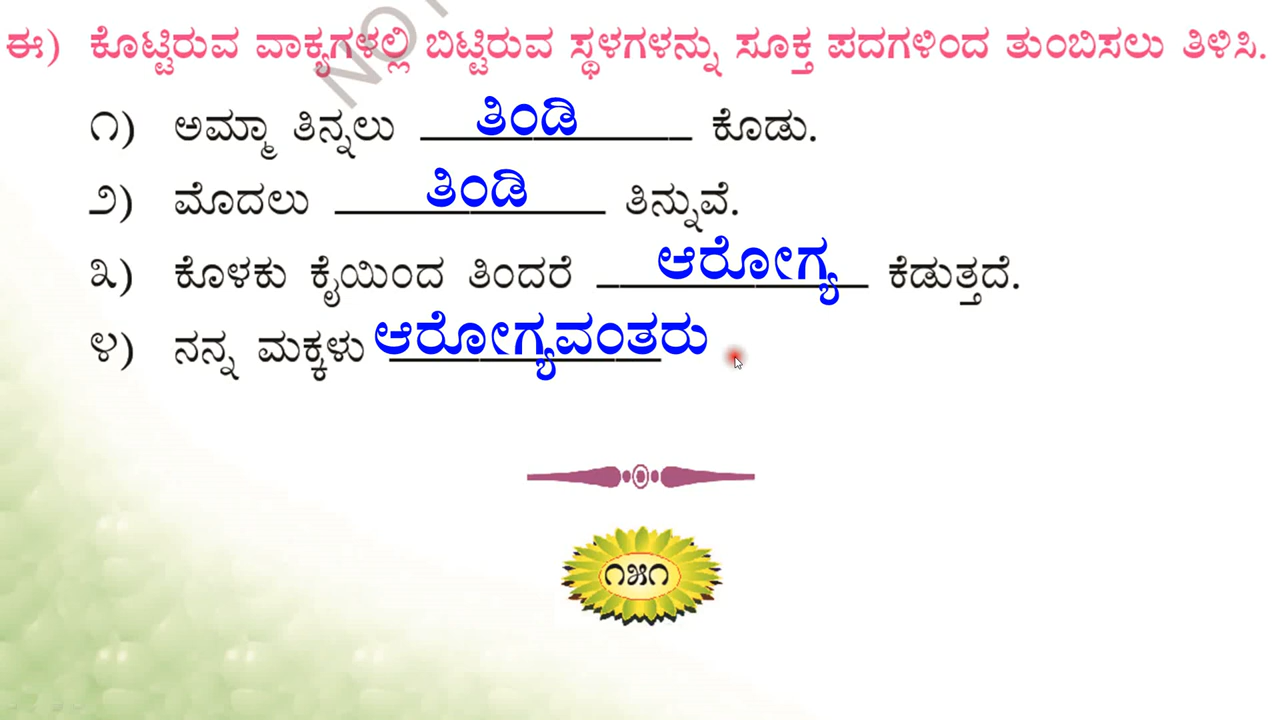 ಈ) ಕೊಟ್ಟಿರುವ ವಾಕ್ಯಗಳಲ್ಲಿ ಬಿಟ್ಟಿರುವ ಸ್ಥಳಗಳನ್ನು ಸೂಕ್ತ ಪದಗಳಿಂದ ತುಂಬಿಸಲು ತಿಳಿಸಿ.
೧) ಅಮ್ಮಾ ತಿನ್ನಲು ತಿಂಡಿ ಕೊಡು.
೨) ಮೊದಲು ತಿಂಡಿ ತಿನ್ನುವೆ.
೩) ಕೊಳಕು ಕೈಯಿಂದ ತಿಂದರೆ ಆರೋಗ್ಯ ಕೆಡುತ್ತದೆ.
೪) ನನ್ನ ಮಕ್ಕಳು ಆರೋಗ್ಯವಂತರು
೧೫೧